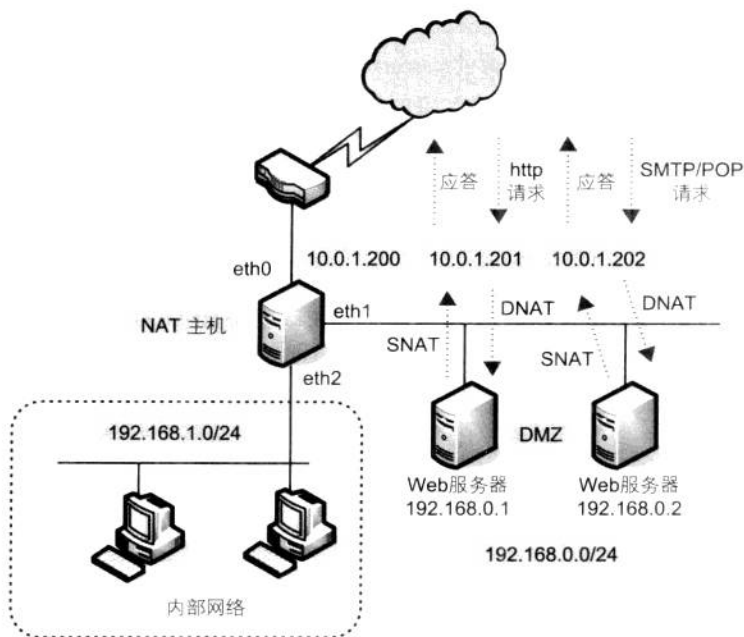 http
应答
请求
应答
SMTP/POP
请求
10.0.1.200
10.0.1.201
10.0.1.202
eth0
NAT 主机
eth1
SNAT
DNAT
SNAT
DNAT
eth2
192.168.1.0/24
DMZ
Web服务器
192.168.0.1
Web服务器
192.168.0.2
192.168.0.0/24
内部网络